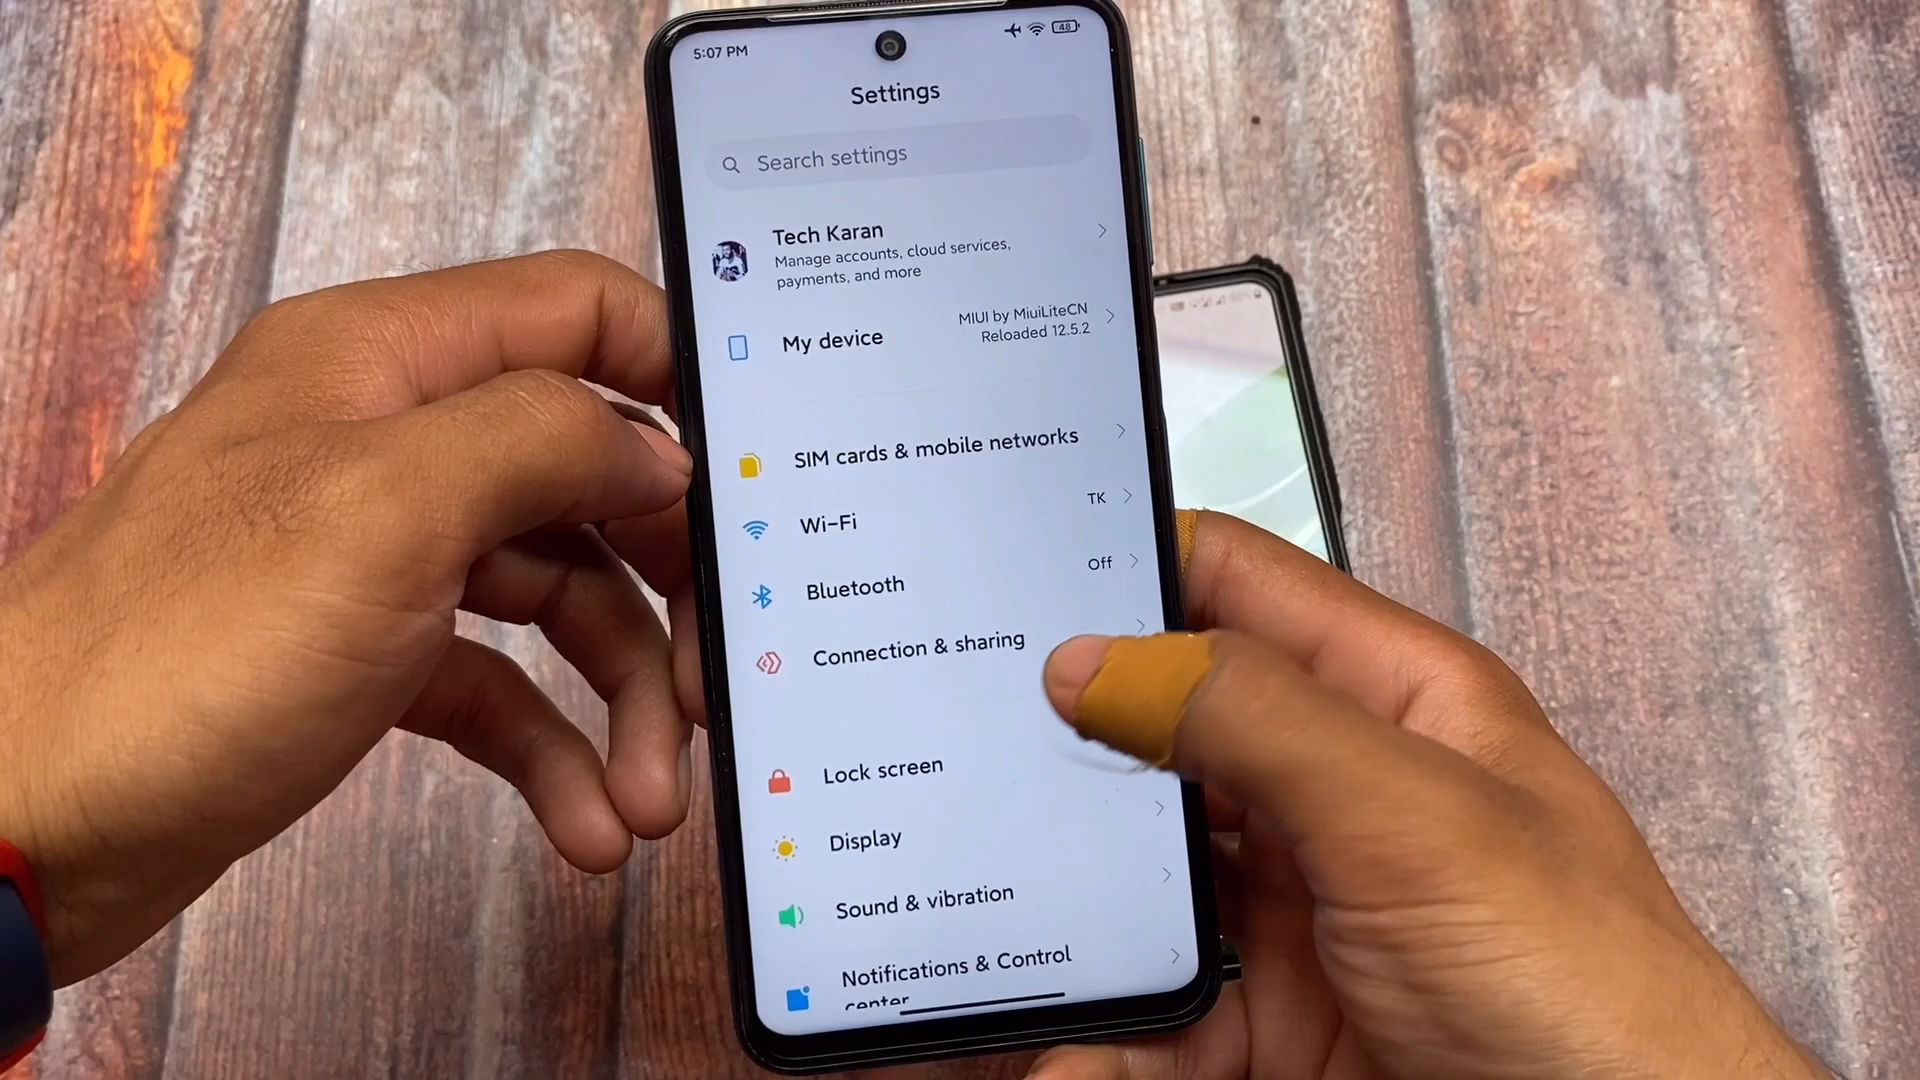 5:07 PM
48
Settings
Search settings
Tech Karan
Manage accounts, cloud services,
payments, and more
My device
MIUI by MiuiLiteCN
Reloaded 12.5.2
SIM cards & mobile networks
Wi-Fi
TK
Bluetooth
Off
Connection & sharing
Lock screen
Display
Sound & vibration
Notifications & Control
center